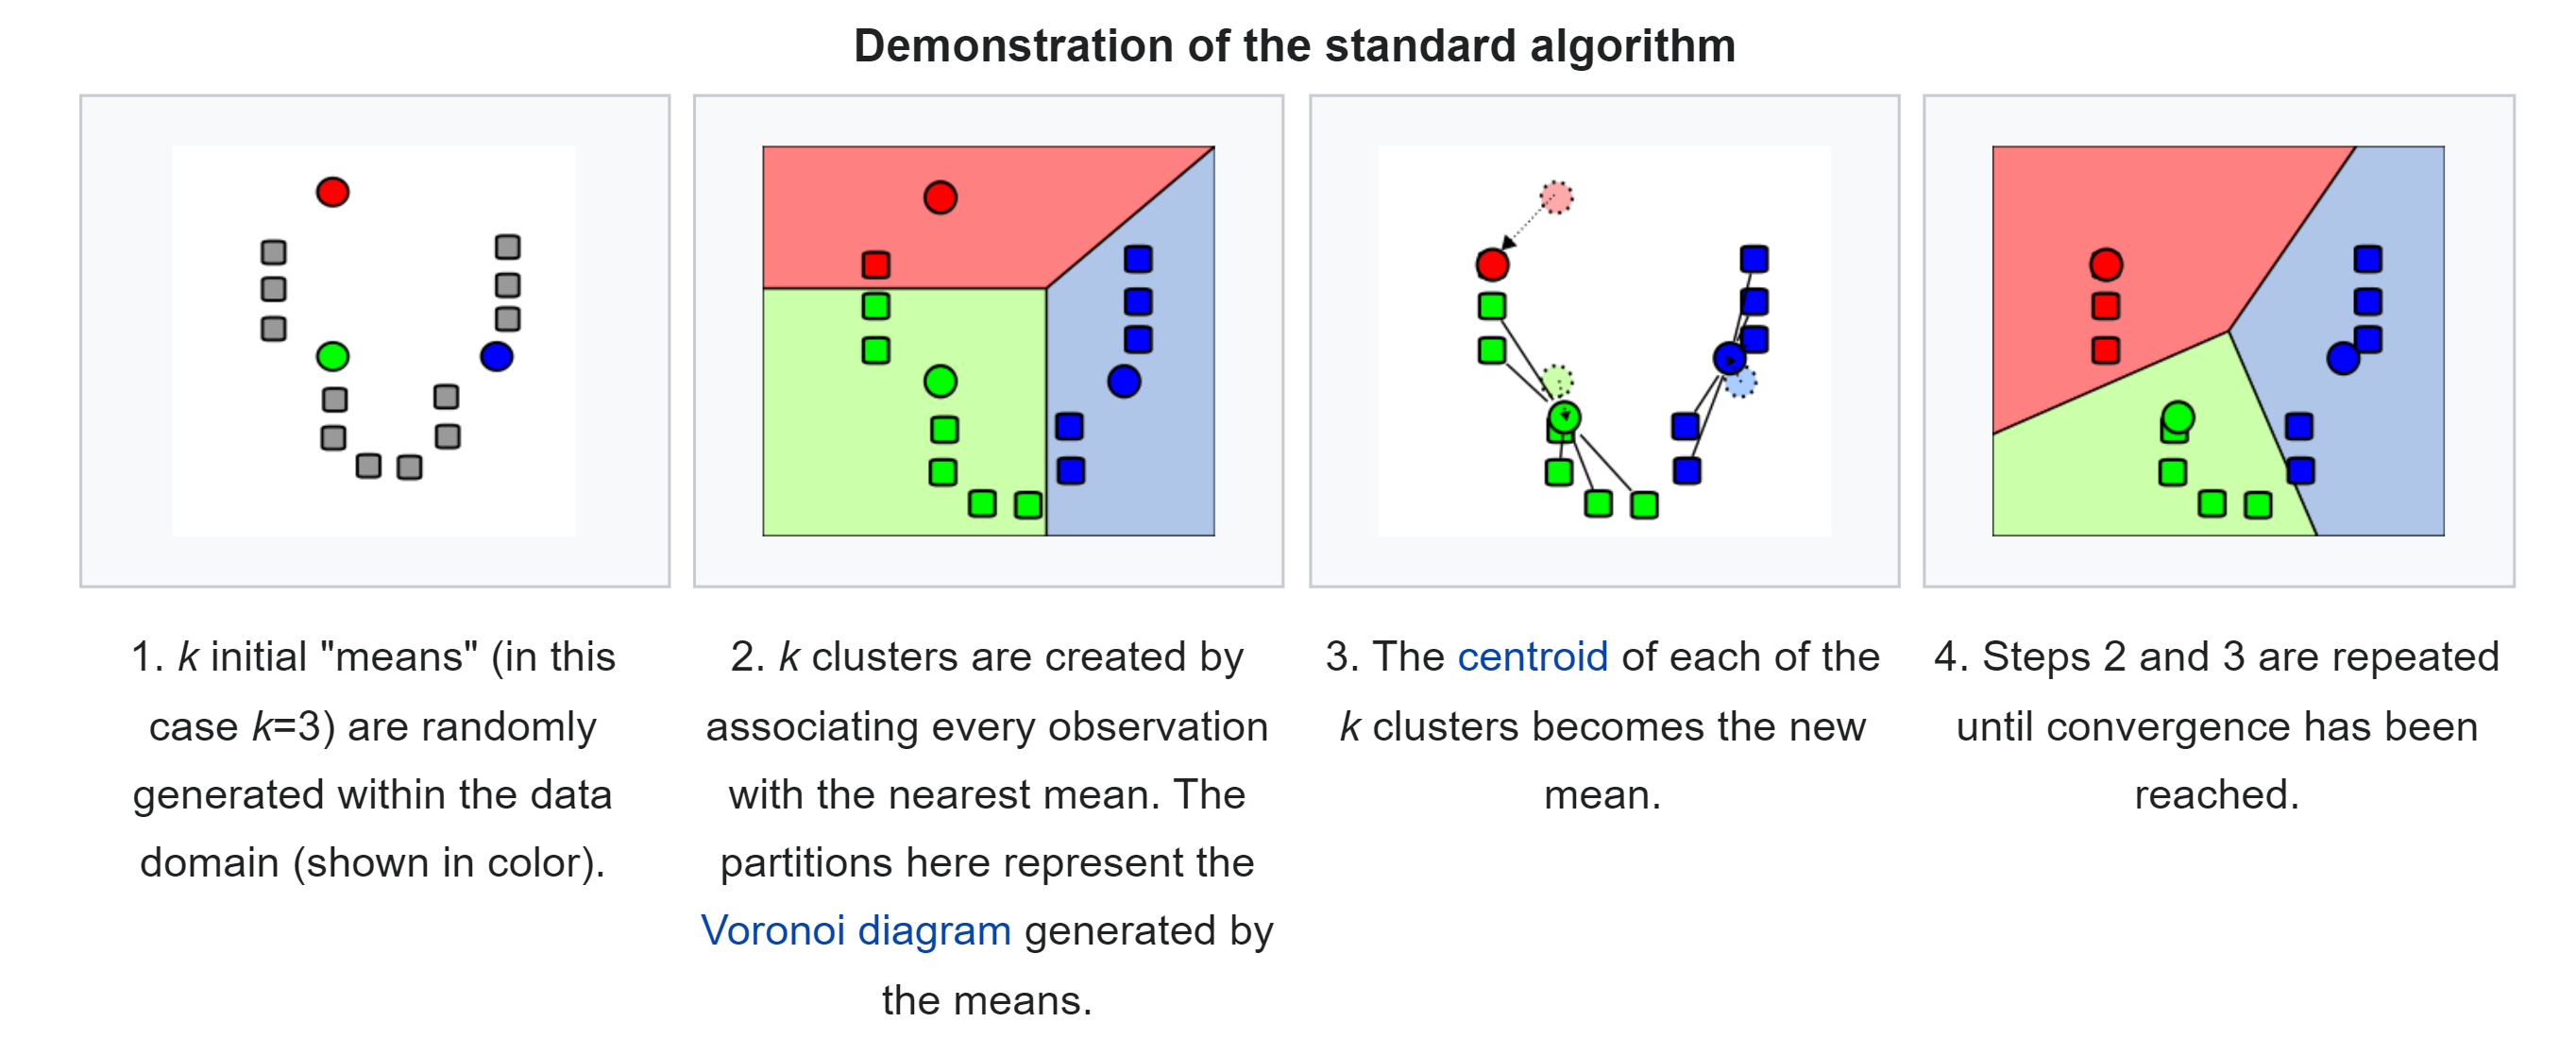 Demonstration of the standard algorithm
1. k initial "means" (in this
case k=3) are randomly
generated within the data
domain (shown in color).
2. k clusters are created by
associating every observation
with the nearest mean. The
partitions here represent the
Voronoi diagram generated by
the means.
3. The centroid of each of the
k clusters becomes the new
mean.
4. Steps 2 and 3 are repeated
until convergence has been
reached.